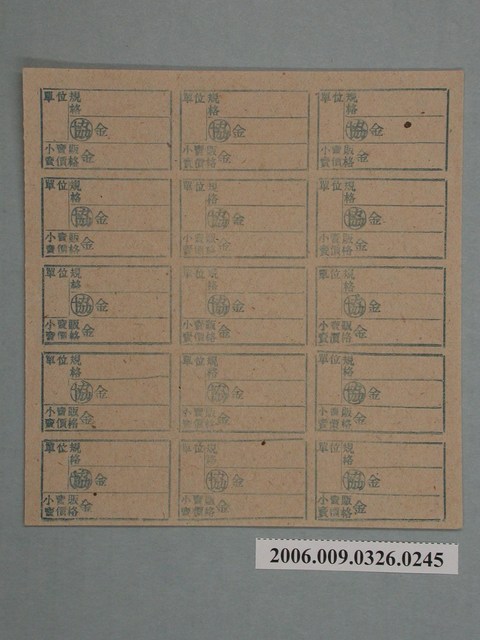 單位規
格
協金
小賣販
賣價格金
單位規
格
協金
小賣販
賣價格金
單位規
格
協金
小賣販
賣價格金
單位規
格
協金
小賣販
賣價格金
單位規
格
協金
小賣販
賣價格金
單位規
格
協金
小賣販
賣價格金
單位規
格
協金
小賣販
賣價格金
單位規
格
協金
小賣販
賣價格金
單位規
格
協金
小賣販
賣價格金
單位規
格
協金
小賣販
賣價格金
單位規
格
協金
小賣販
賣價格金
單位規
格
協金
小賣販
賣價格金
單位規
格
協金
小賣販
賣價格金
單位規
格
協金
小賣販
賣價格金
單位規
格
協金
小賣販
賣價格金
2006.009.0326.0245